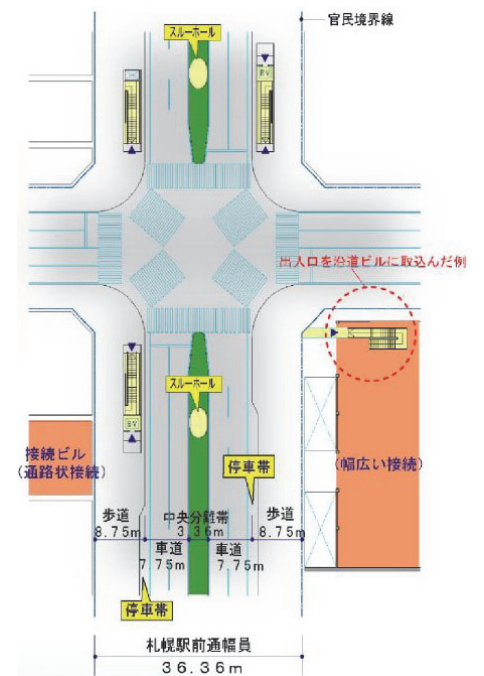 官民境界線
スルーホール
EV
出入口を沿道ビルに取込んだ例
スルーホール
EV
接続ビル
(通路状接続)
(幅広い接続)
停車帯
歩道
8.75m
中央分離帯
3.36m
歩道
8.75m
車道
7.75m
車道
7.75m
停車帯
札幌駅前通幅員
36.36m